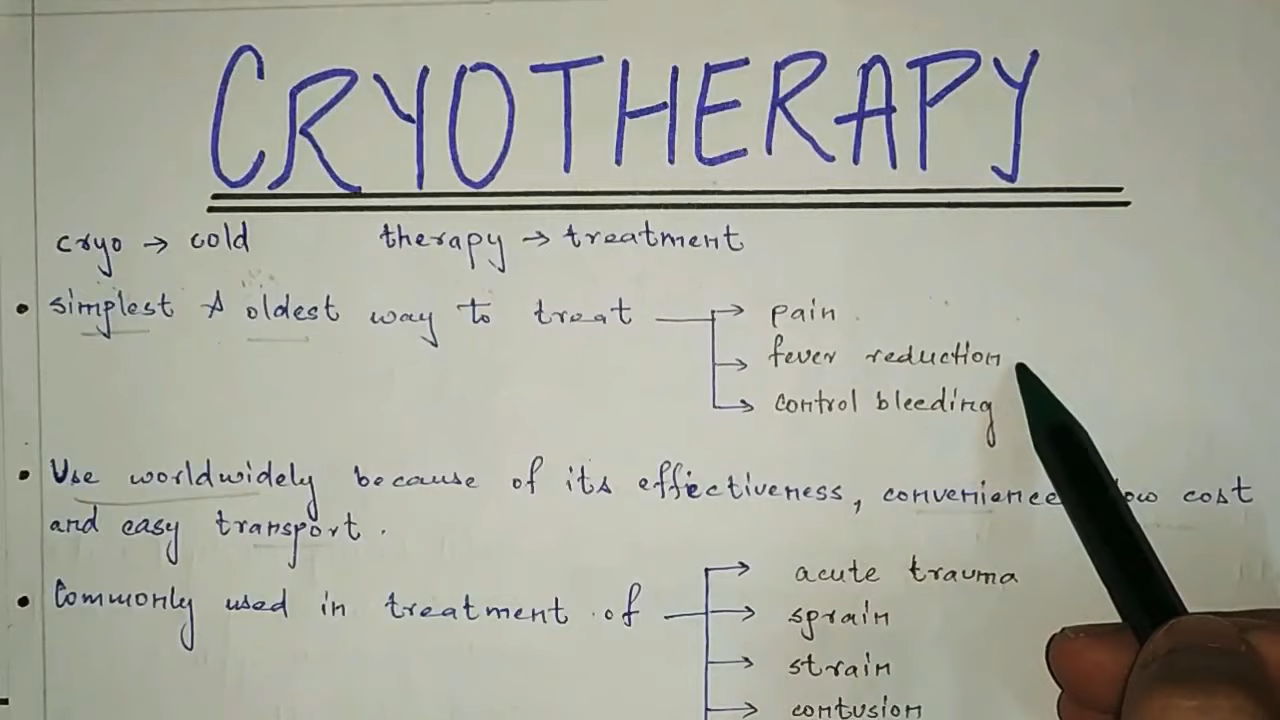 CRYOTHERAPY
cryo → cold therapy → treatment
• simplest & oldest way to treat → pain
→ fever reduction
→ control bleeding
• Use worldwidely because of its effectiveness, convenience low cost
and easy transport.
• Commonly used in treatment of → acute trauma
→ sprain
→ strain
→ contusion